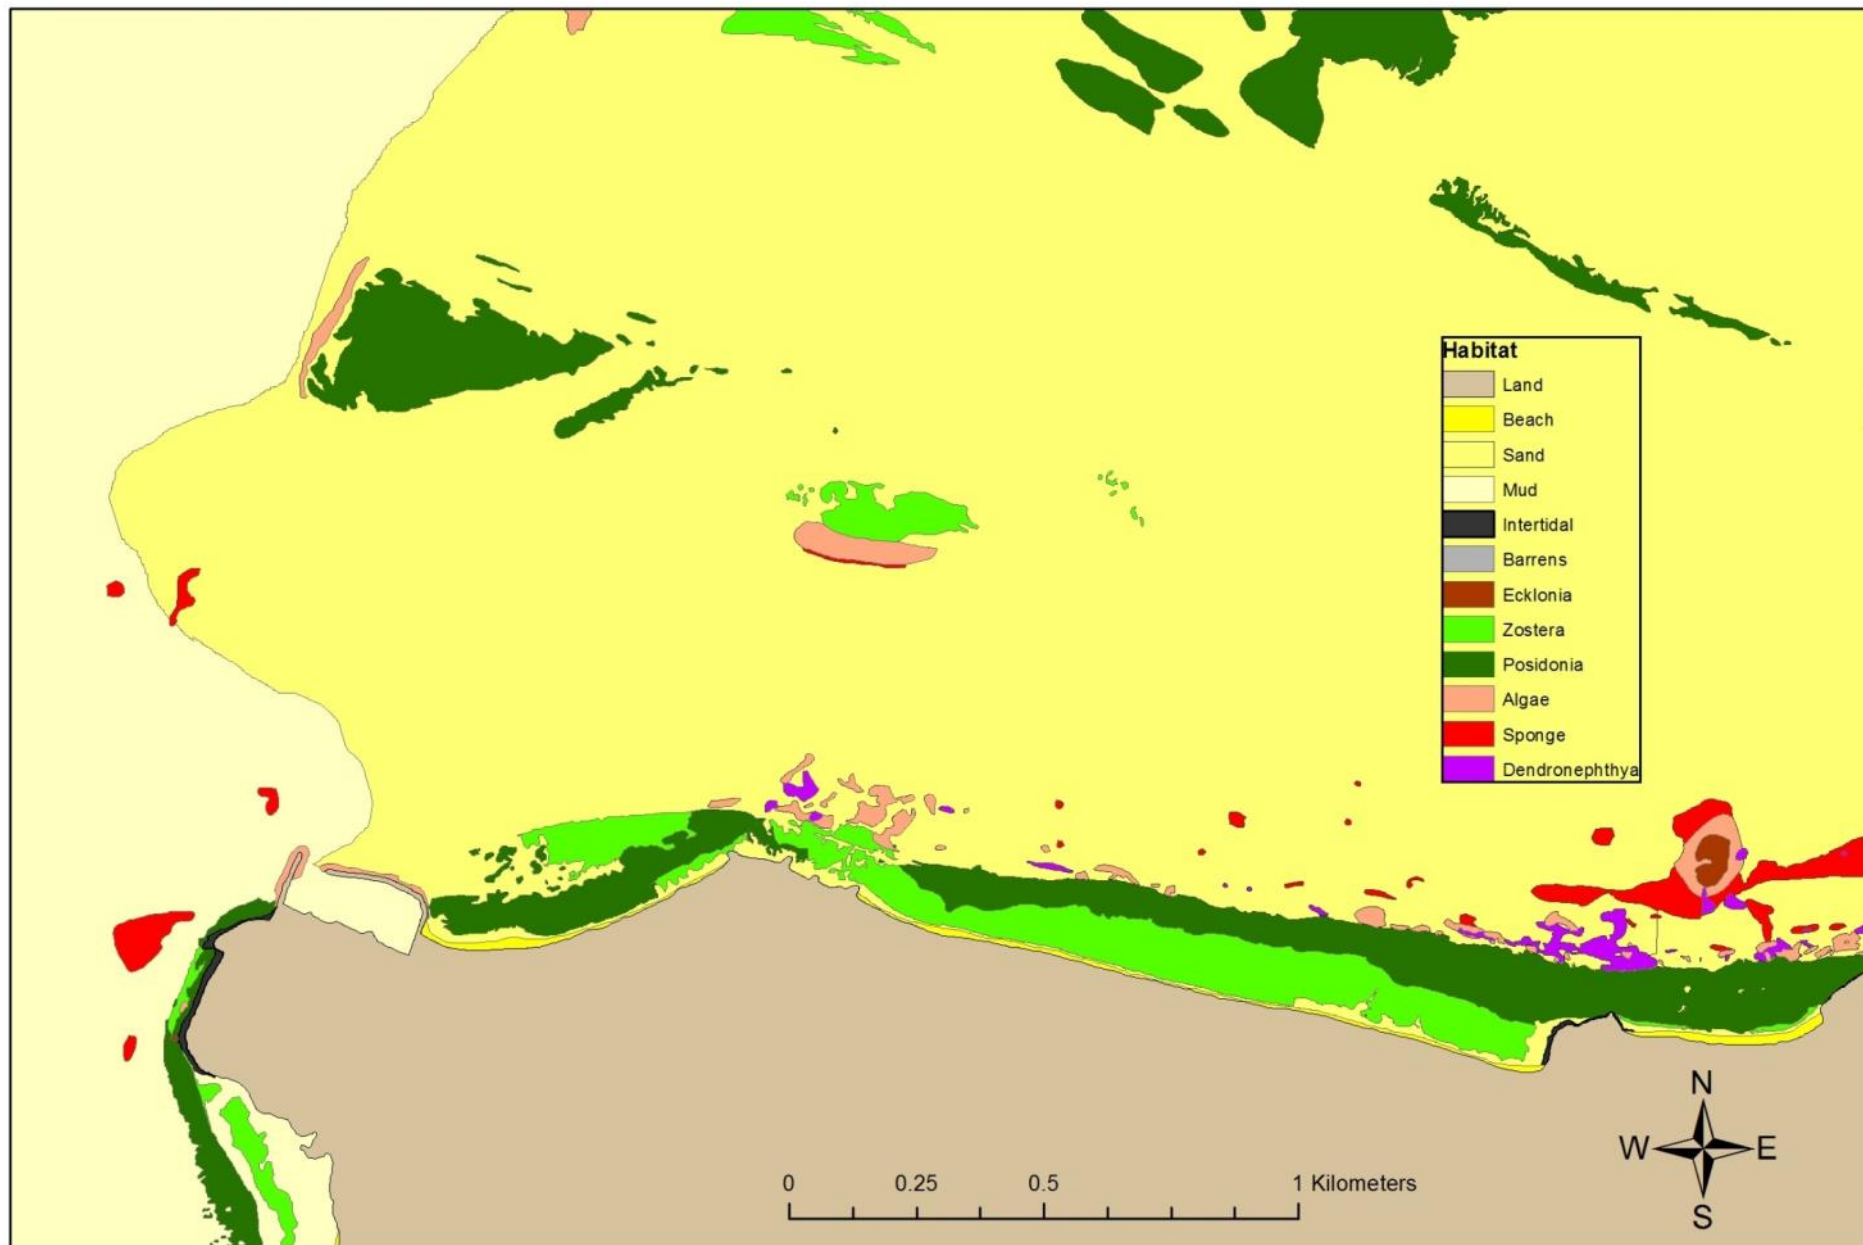 Habitat
Land
Beach
Sand
Mud
Intertidal
Barrens
Ecklonia
Zostera
Posidonia
Algae
Sponge
Dendronephthya
N
W E
S
0 0.25 0.5 1 Kilometers